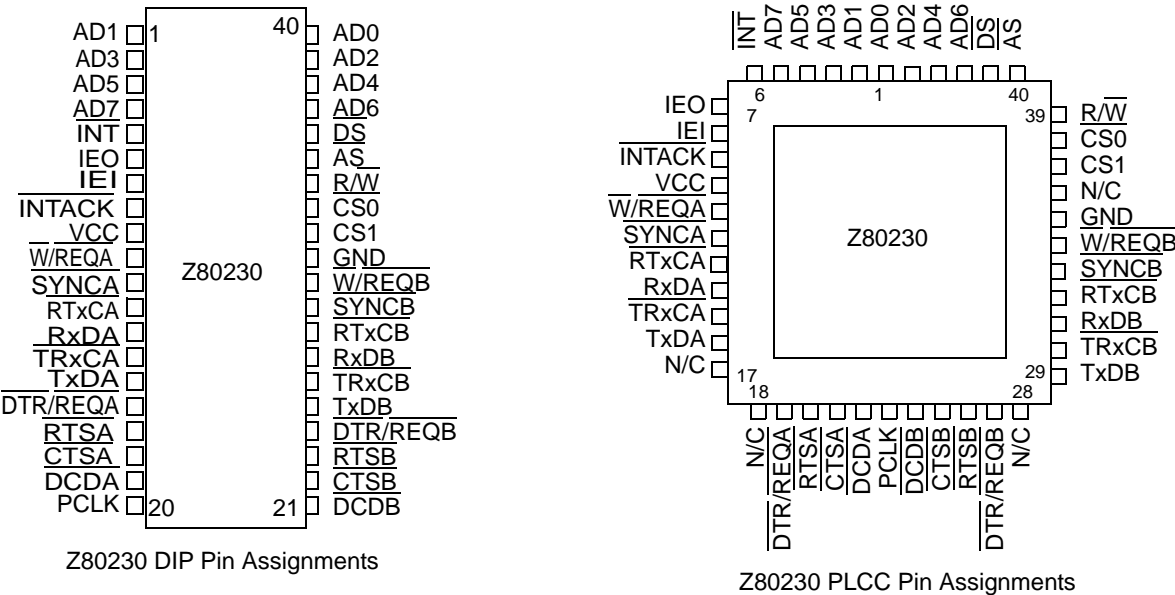 AD1 1 40 AD0
AD3 AD2
AD5 AD4
AD7 AD6
INT DS
IEO AS
IEI R/W
INTACK CS0
VCC CS1
W/REQA GND
SYNCA W/REQB
RTxCA SYNCB
RxDA RTxCB
TRxCA RxDB
TxDA TRxCB
DTR/REQA TxDB
RTSA DTR/REQB
CTSA RTSB
DCDA CTSB
PCLK 20 21 DCDB
Z80230
Z80230 DIP Pin Assignments
INT AD7 AD5 AD3 AD1 AD0 AD2 AD4 AD6 DS AS
6 1 40
IEO 7 39 R/W
IEI CS0
INTACK CS1
VCC N/C
W/REQA GND
SYNCA W/REQB
RTxCA SYNCB
RxDA RTxCB
TRxCA RxDB
TxDA TRxCB
N/C 17 29 TxDB
18 28
Z80230
N/C DTR/REQA RTSA CTSA DCDA PCLK DCDB CTSB RTSB DTR/REQB N/C
Z80230 PLCC Pin Assignments